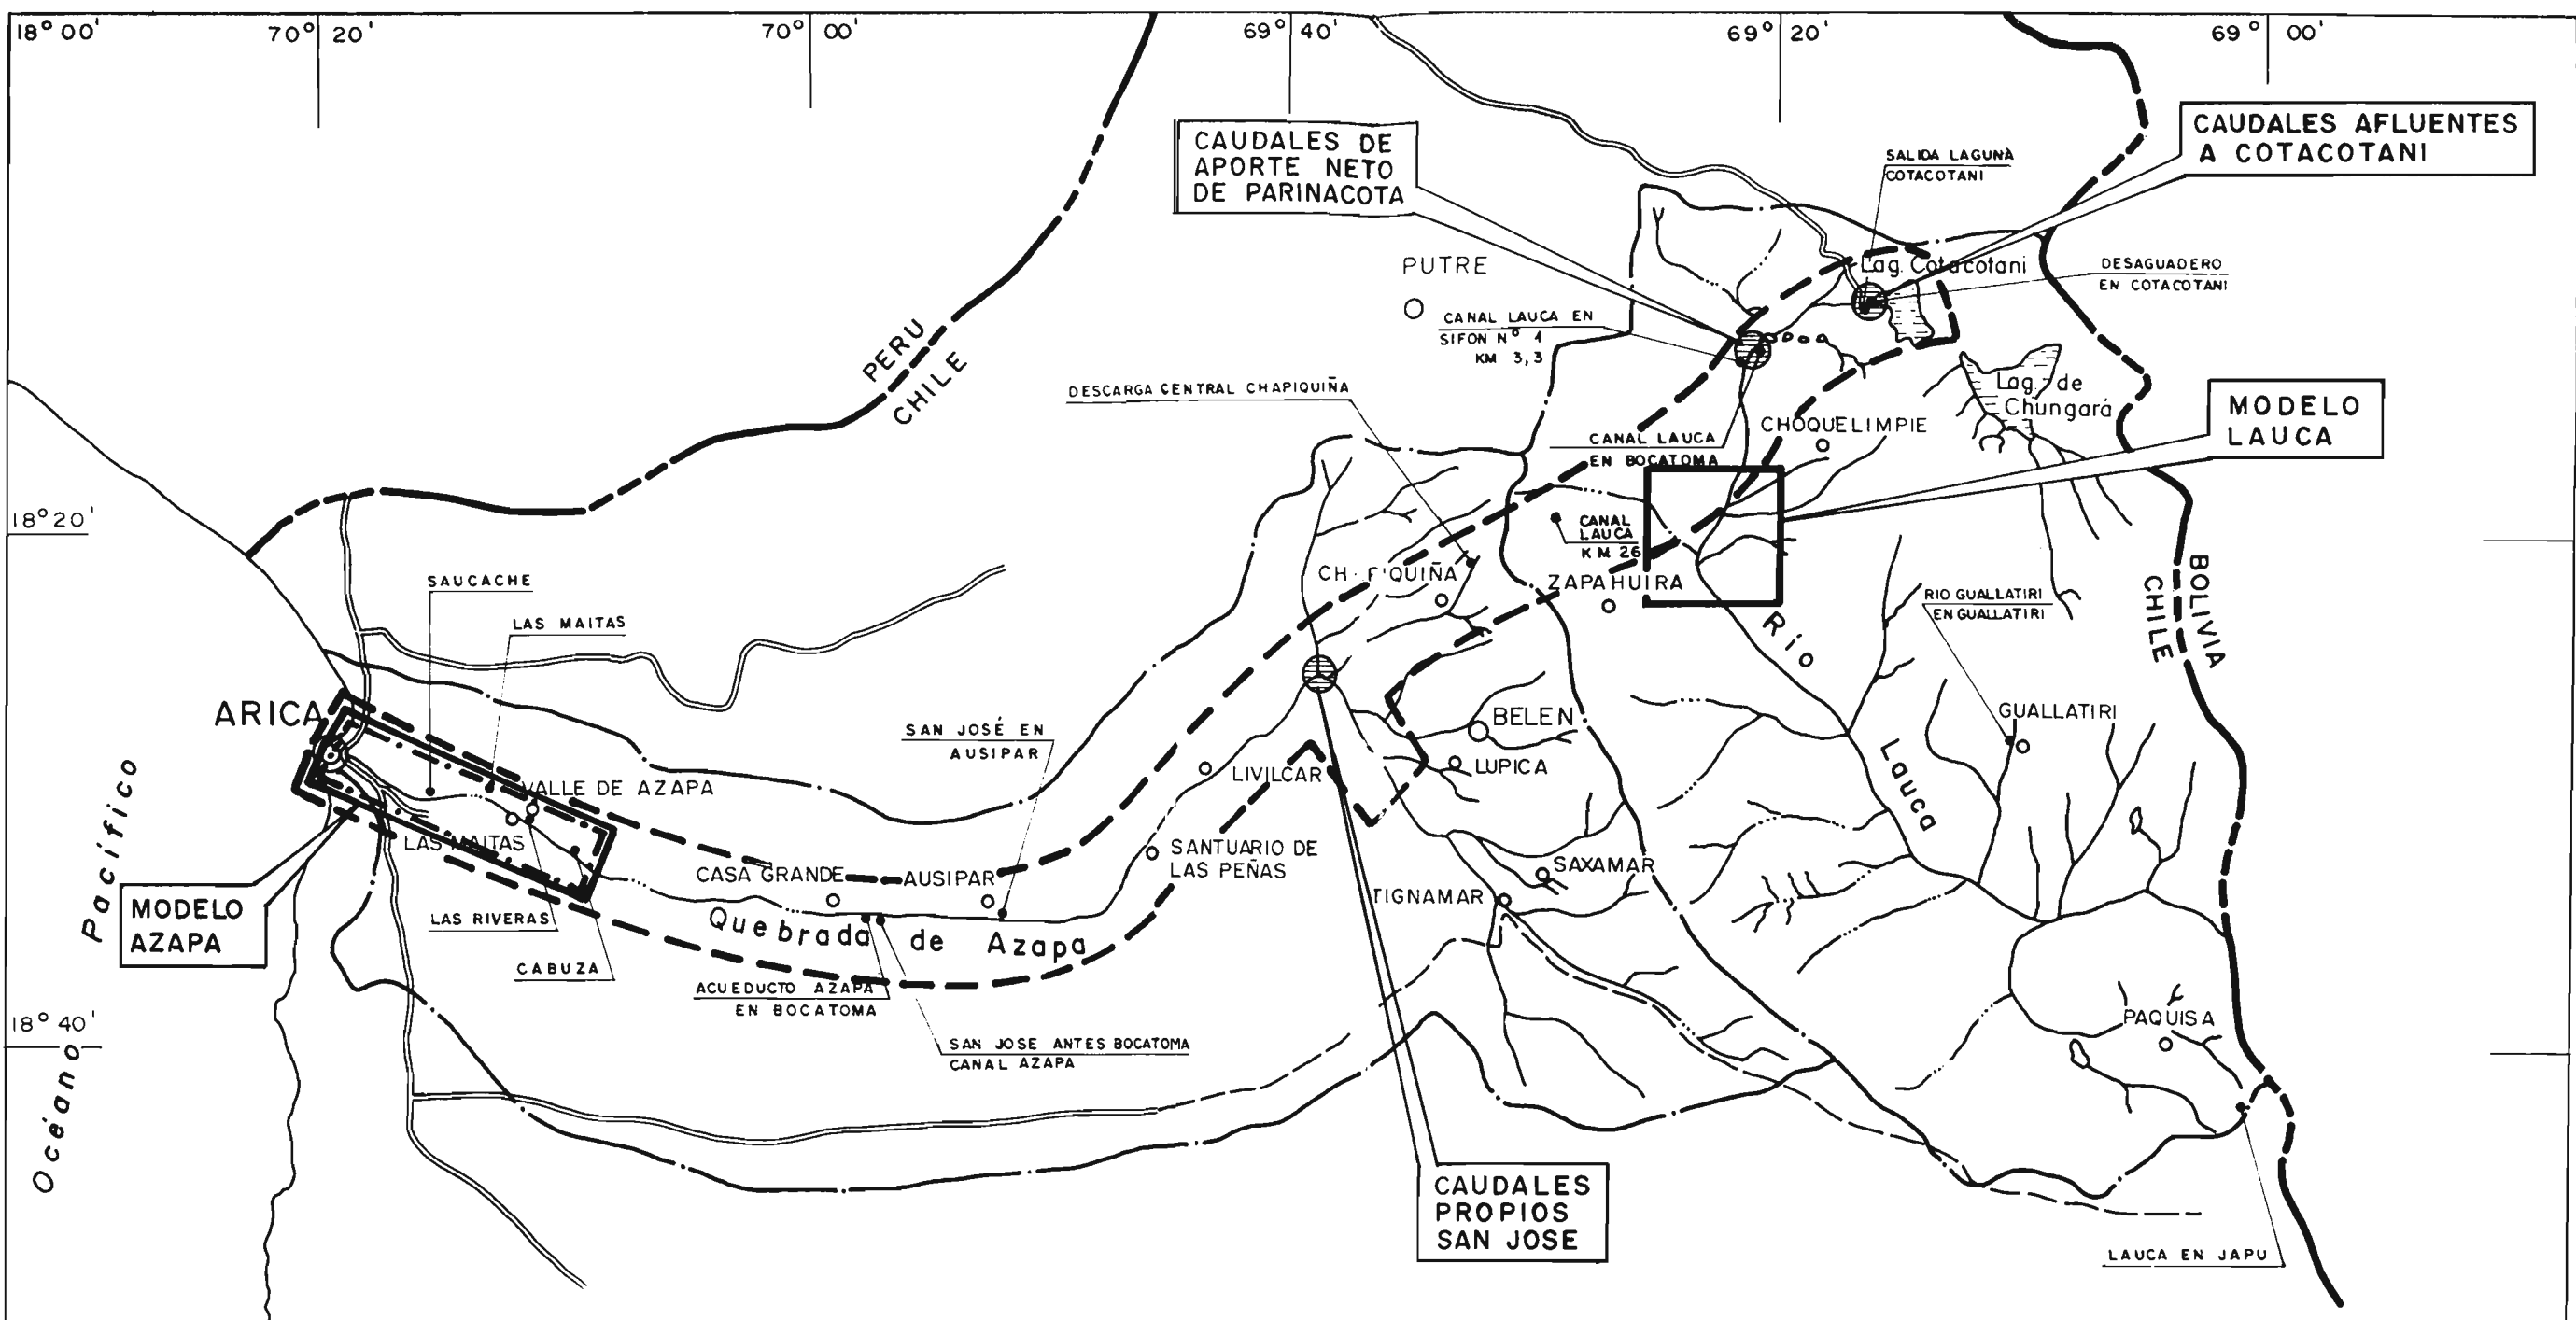 18° 00'
70° 20'
70° 00'
69° 40'
69° 20'
69° 00'
CAUDALES DE
APORTE NETO
DE PARINACOTA
CAUDALES AFLUENTES
A COTACOTANI
SALIDA LAGUNA
COTACOTANI
PUTRE
Lag. Cotacotani
DESAGUADERO
EN COTACOTANI
CANAL LAUCA EN
SIFON N° 1
KM 3,3
PERU
CHILE
DESCARGA CENTRAL CHAPIQUIÑA
Lag. de
Chungará
MODELO
LAUCA
CHOQUELIMPIE
CANAL LAUCA
EN BOCATOMA
18° 20'
CANAL
LAUCA
KM 26
CH PIQUIÑA
ZAPAHUIRA
BOLIVIA
CHILE
SAUCACHE
LAS MAITAS
RIO GUALLATIRI
EN GUALLATIRI
Río
Lauca
ARICA
SAN JOSÉ EN
AUSIPAR
BELEN
GUALLATIRI
LIVILCAR
LUPICA
VALLE DE AZAPA
LAS MAITAS
SANTUARIO DE
LAS PEÑAS
CASA GRANDE
AUSIPAR
SAXAMAR
TIGNAMAR
MODELO
AZAPA
LAS RIVERAS
Quebrada de Azapa
CABUZA
ACUEDUCTO AZAPA
EN BOCATOMA
SAN JOSE ANTES BOCATOMA
CANAL AZAPA
PAQUISA
18° 40'
Océano Pacífico
CAUDALES
PROPIOS
SAN JOSE
LAUCA EN JAPU